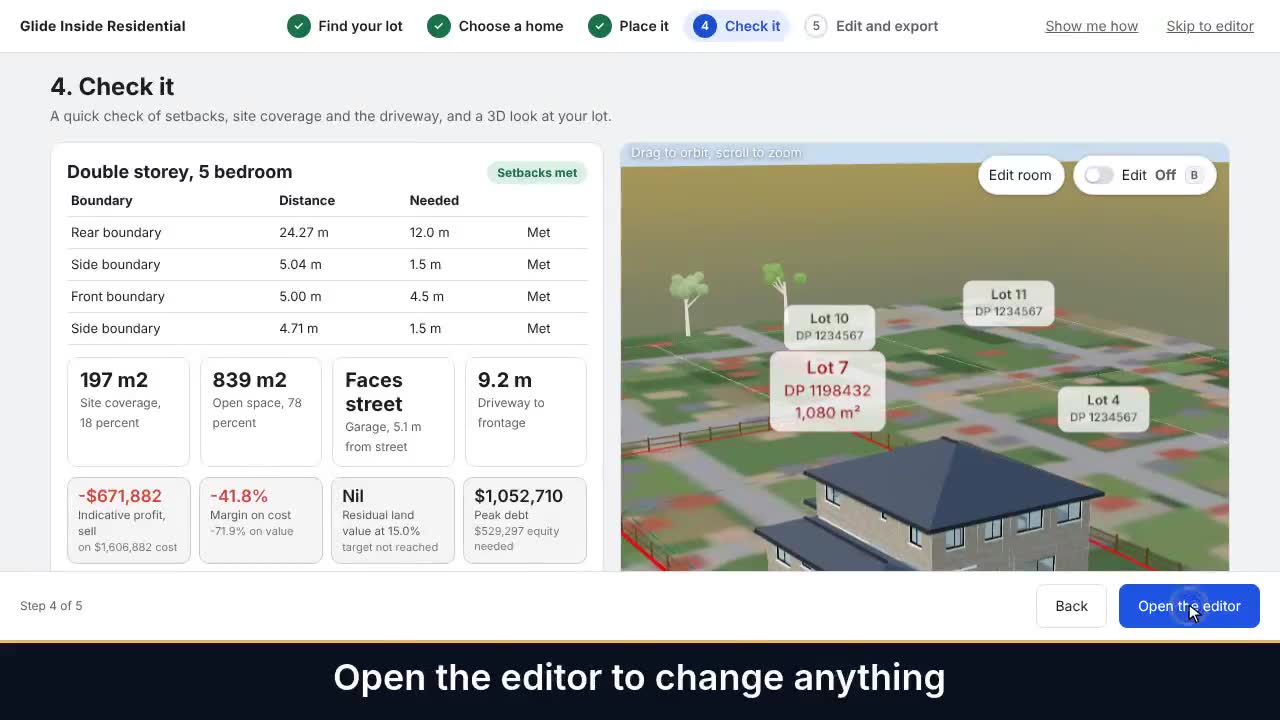 Glide Inside Residential
Find your lot
Choose a home
Place it
4 Check it
5 Edit and export
Show me how
Skip to editor
4. Check it
A quick check of setbacks, site coverage and the driveway, and a 3D look at your lot.
Double storey, 5 bedroom
Setbacks met
Boundary Distance Needed
Rear boundary 24.27 m 12.0 m Met
Side boundary 5.04 m 1.5 m Met
Front boundary 5.00 m 4.5 m Met
Side boundary 4.71 m 1.5 m Met
197 m2
Site coverage,
18 percent
839 m2
Open space, 78
percent
Faces
street
Garage, 5.1 m
from street
9.2 m
Driveway to
frontage
-$671,882
Indicative profit,
sell
on $1,606,882 cost
-41.8%
Margin on cost
-71.9% on value
Nil
Residual land
value at 15.0%
target not reached
$1,052,710
Peak debt
$529,297 equity
needed
Drag to orbit, scroll to zoom
Edit room
Edit Off B
Lot 11
DP 1234567
Lot 10
DP 1234567
Lot 7
DP 1198432
1,080 m²
Lot 4
DP 1234567
Step 4 of 5
Back
Open the editor
Open the editor to change anything